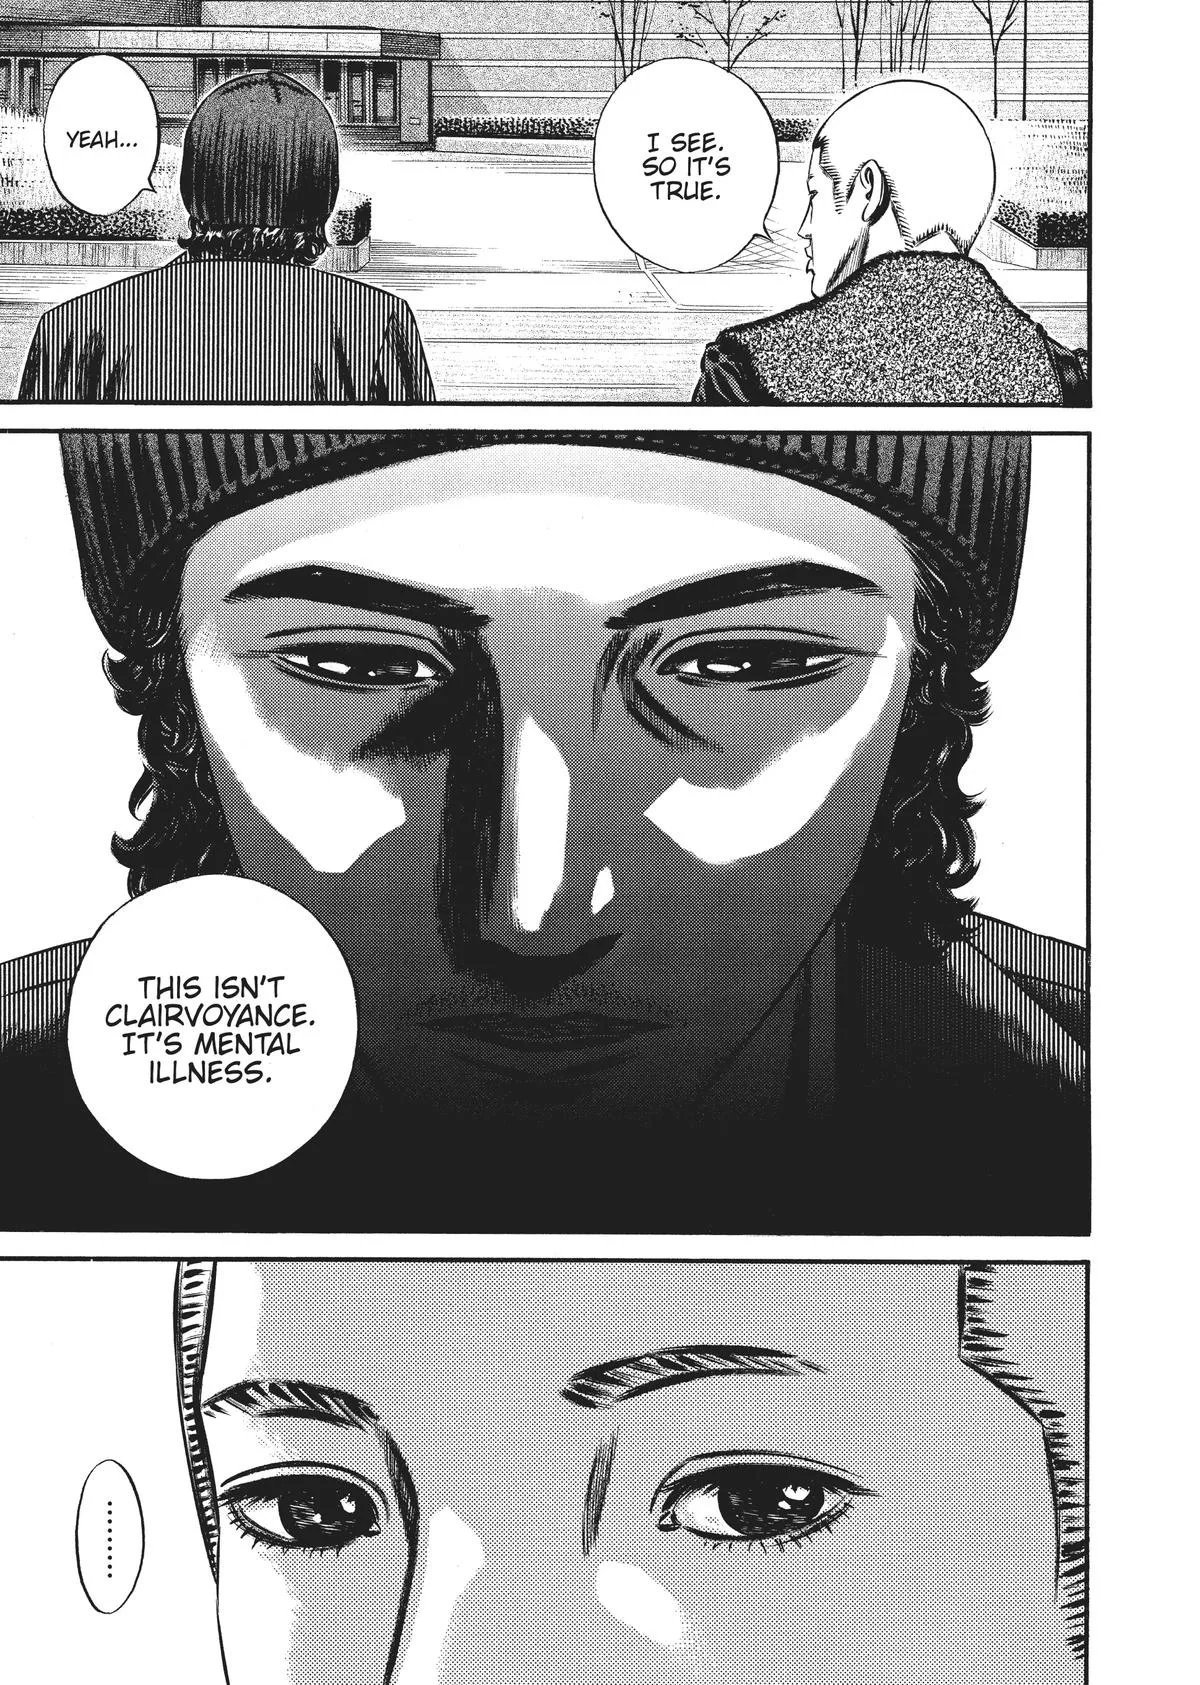 I SEE.
SO IT'S
TRUE.
YEAH...
THIS ISN'T
CLAIRVOYANCE.
IT'S MENTAL
ILLNESS.
.........